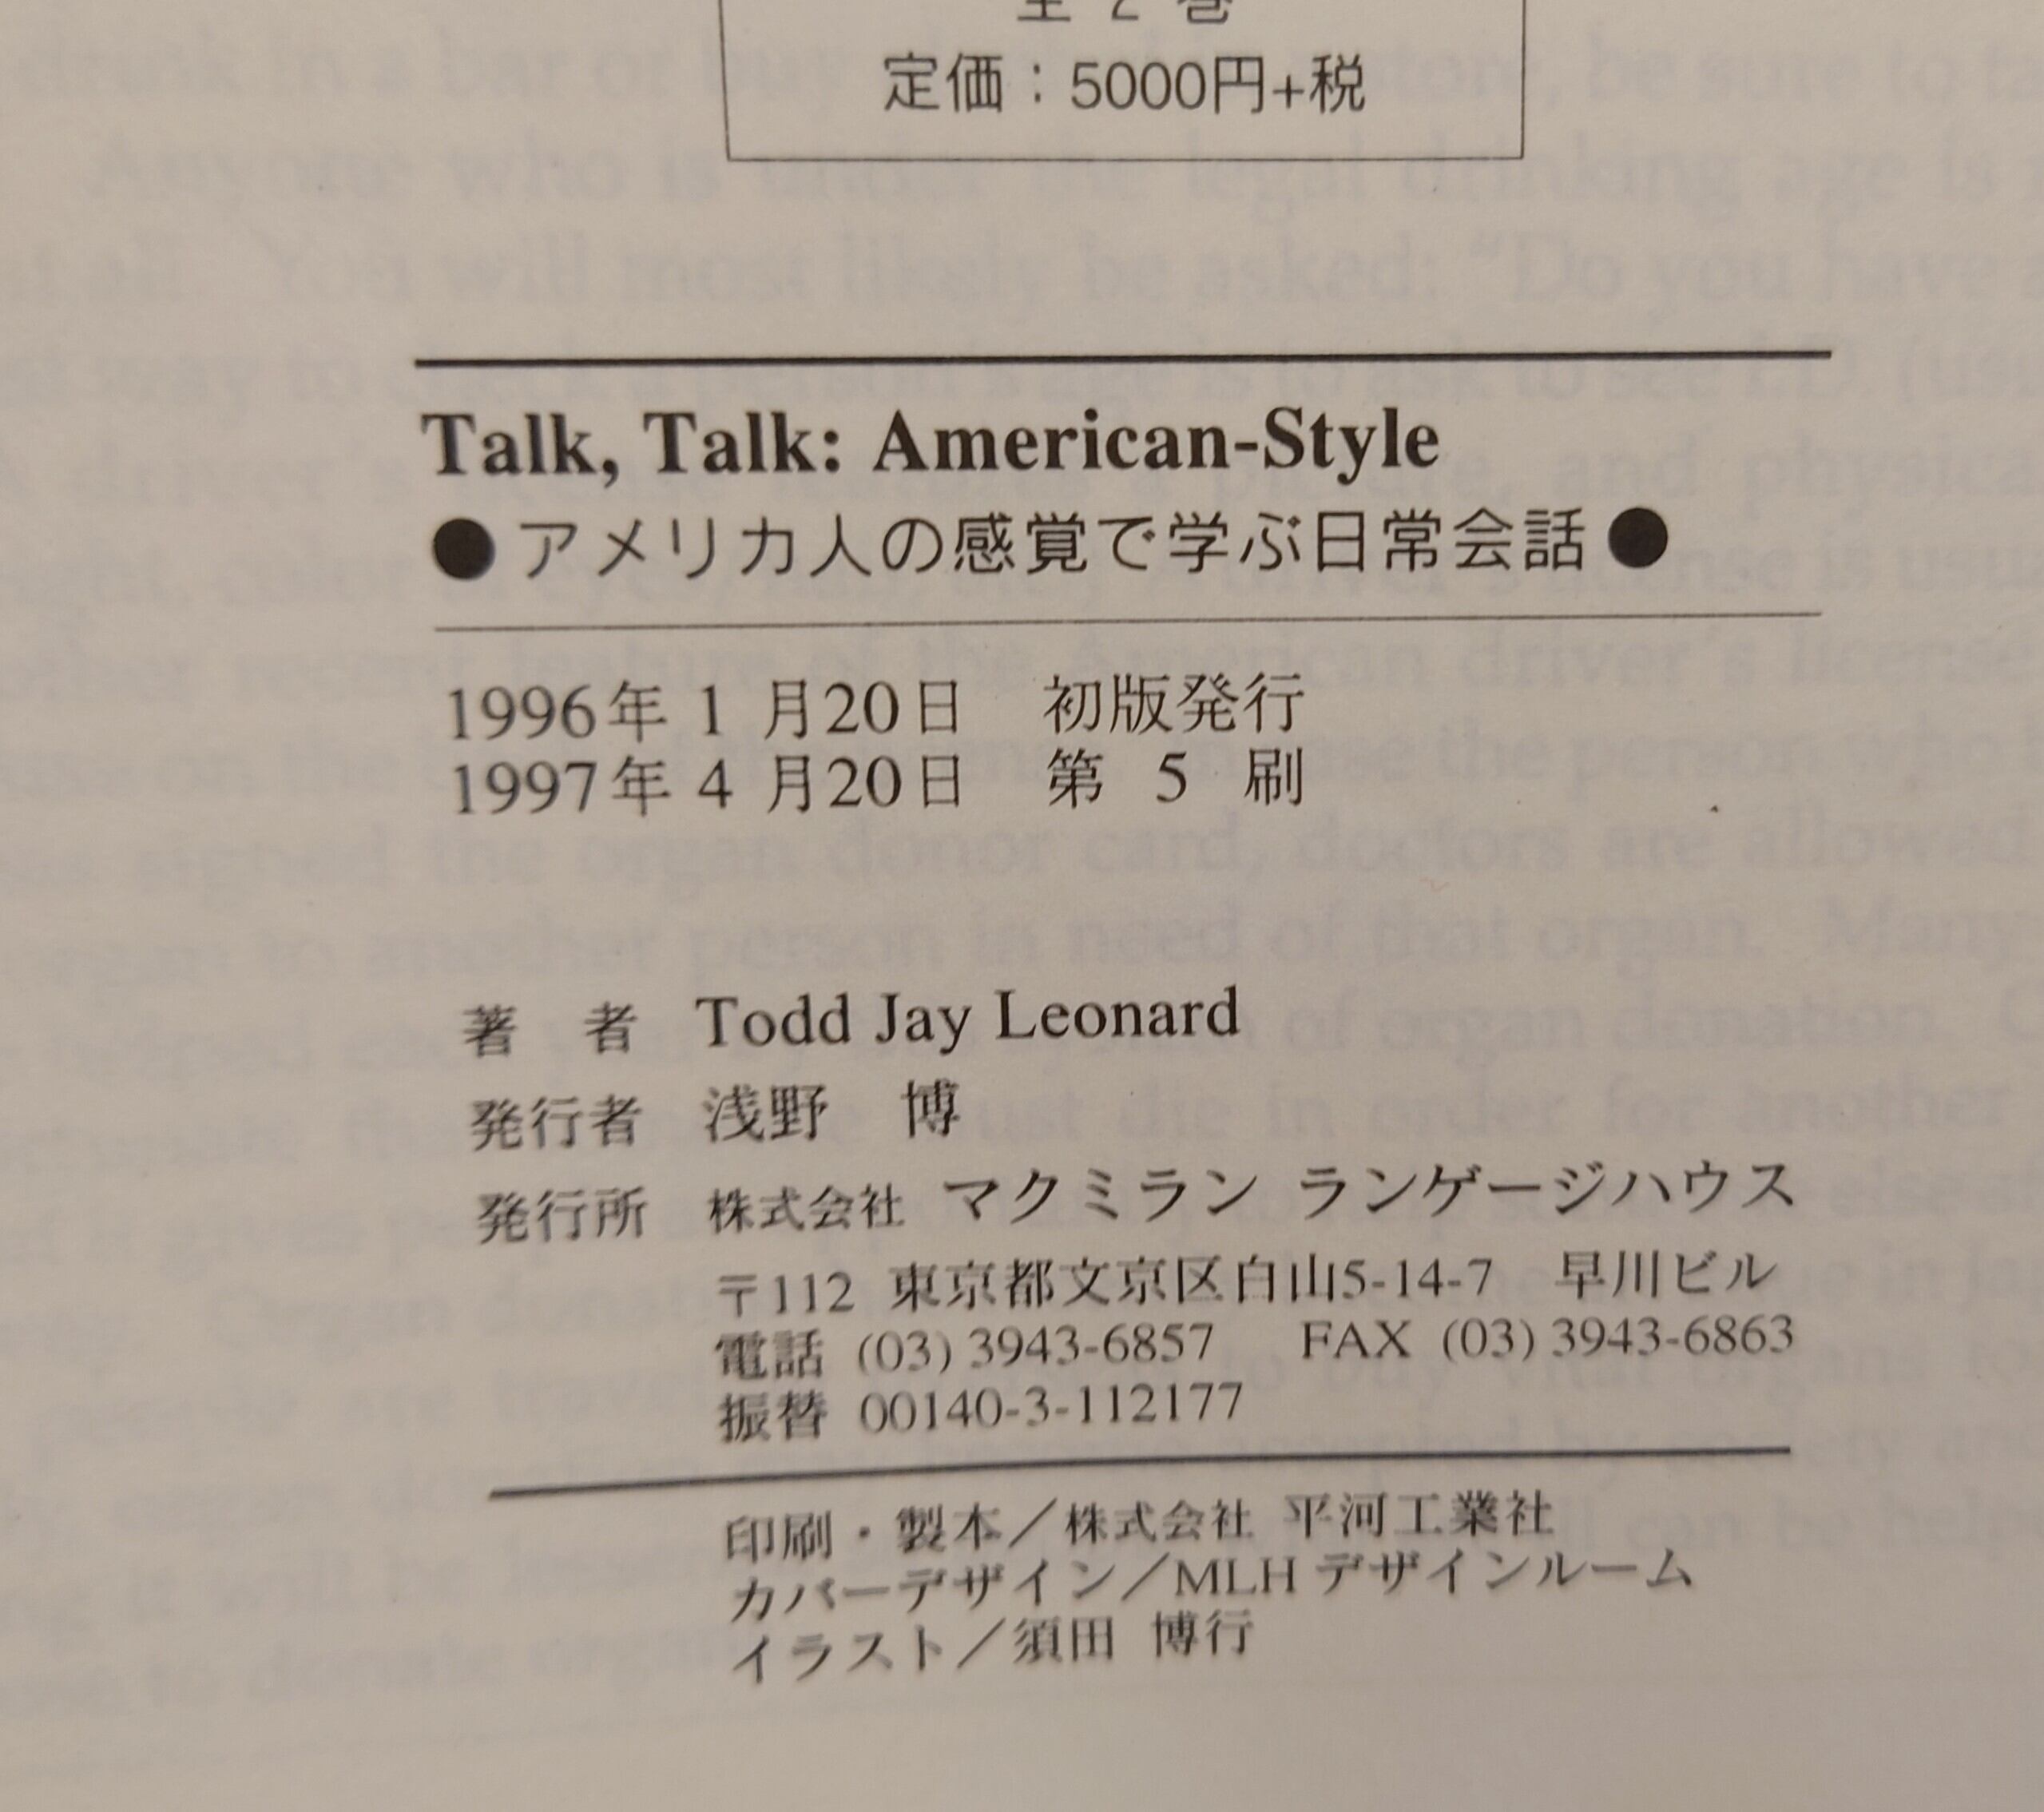 全 2 巻
定価：5000円+税
Talk, Talk: American-Style
●アメリカ人の感覚で学ぶ日常会話●
1996年 1 月20日　初版発行
1997年 4 月20日　第 5 刷
著　者　Todd Jay Leonard
発行者　浅野　博
発行所　株式会社 マクミラン ランゲージハウス
〒112 東京都文京区白山5-14-7　早川ビル
電話 (03) 3943-6857　FAX (03) 3943-6863
振替 00140-3-112177
印刷・製本／株式会社 平河工業社
カバーデザイン／MLH デザインルーム
イラスト／須田 博行